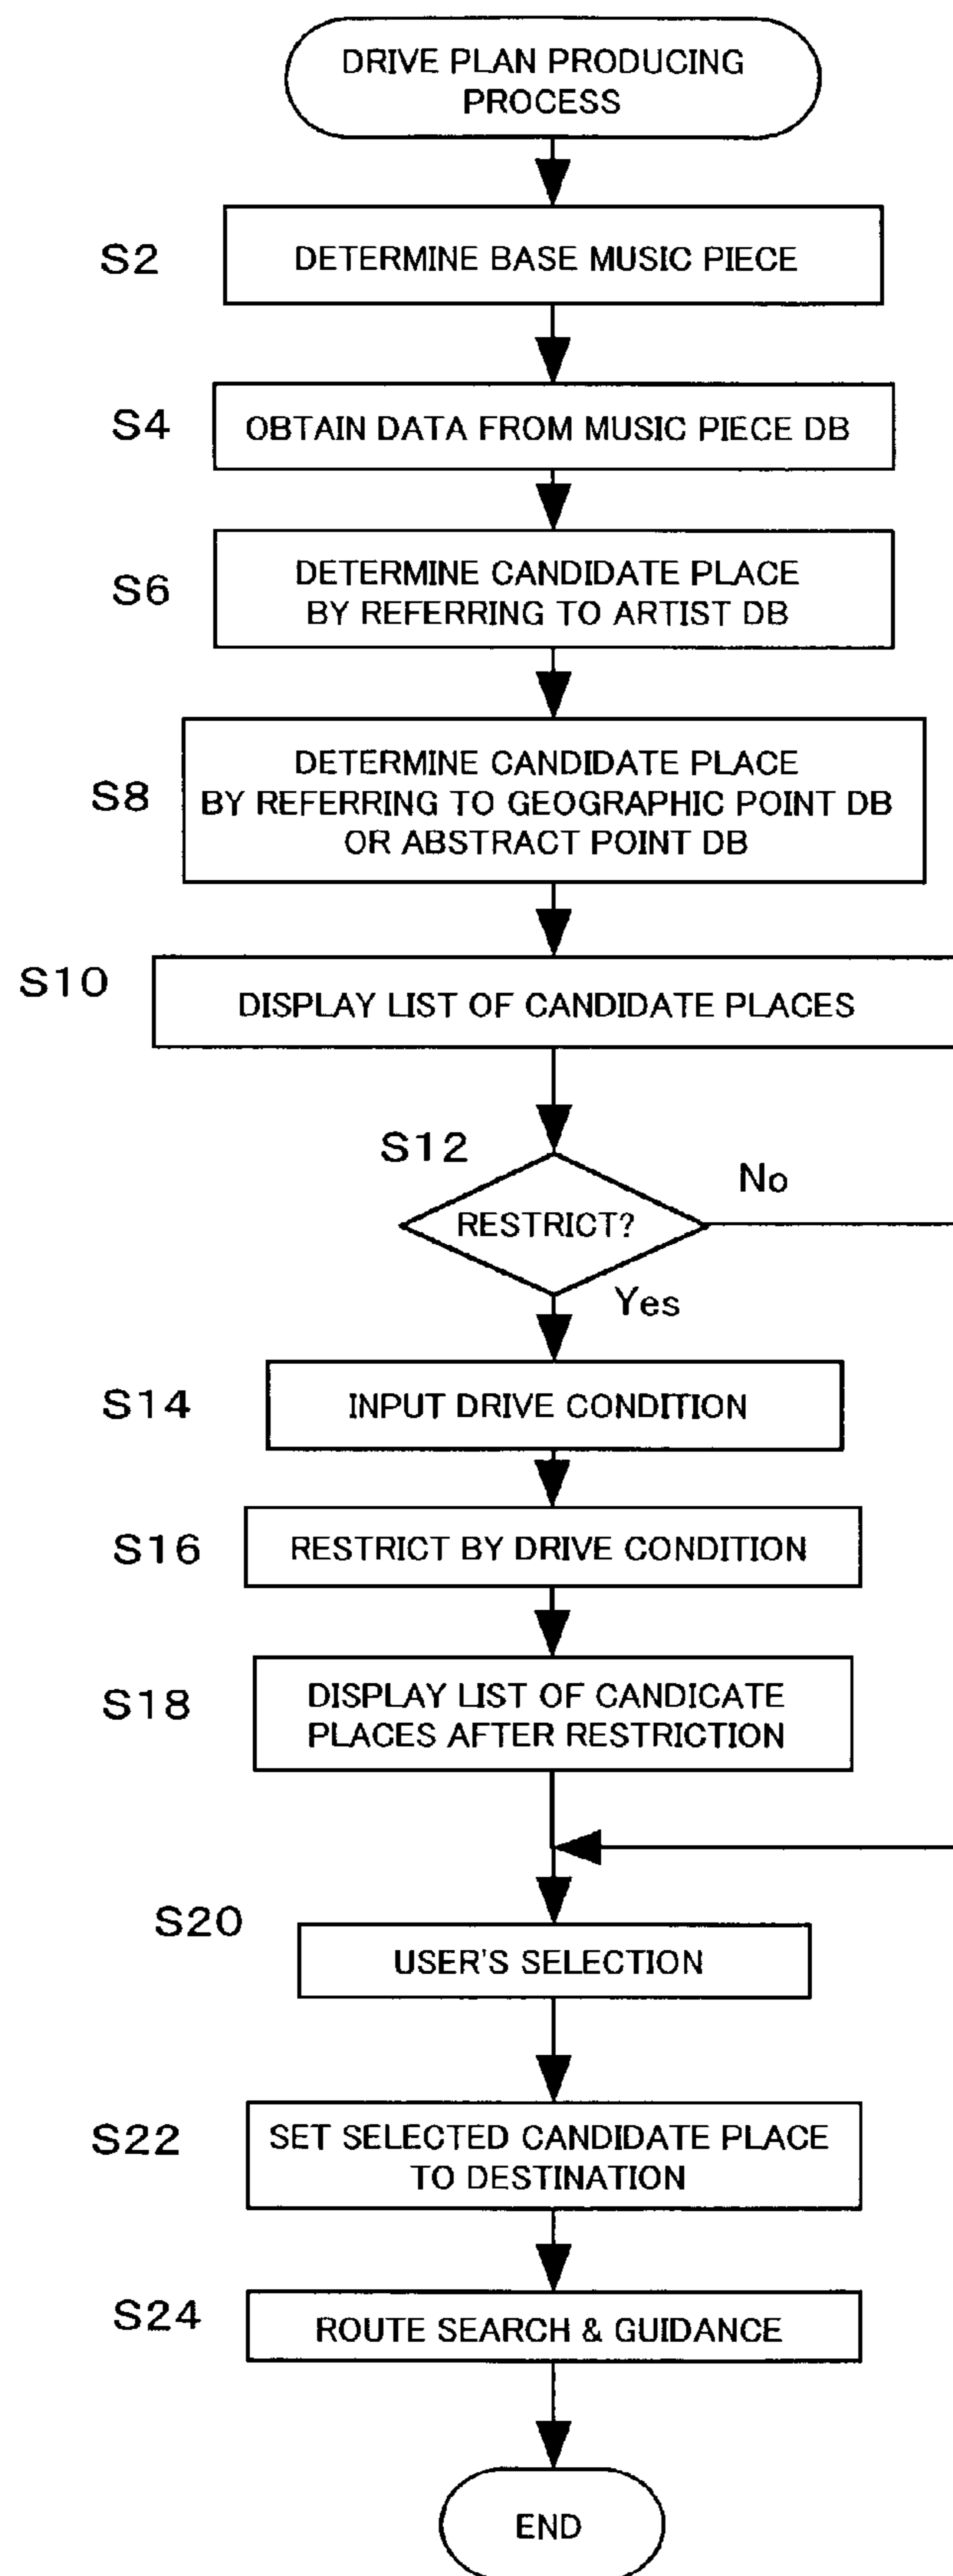 DRIVE PLAN PRODUCING
PROCESS
S2
DETERMINE BASE MUSIC PIECE
S4
OBTAIN DATA FROM MUSIC PIECE DB
S6
DETERMINE CANDIDATE PLACE
BY REFERRING TO ARTIST DB
S8
DETERMINE CANDIDATE PLACE
BY REFERRING TO GEOGRAPHIC POINT DB
OR ABSTRACT POINT DB
S10
DISPLAY LIST OF CANDIDATE PLACES
S12
RESTRICT?
No
Yes
S14
INPUT DRIVE CONDITION
S16
RESTRICT BY DRIVE CONDITION
S18
DISPLAY LIST OF CANDICATE
PLACES AFTER RESTRICTION
S20
USER'S SELECTION
S22
SET SELECTED CANDIDATE PLACE
TO DESTINATION
S24
ROUTE SEARCH & GUIDANCE
END